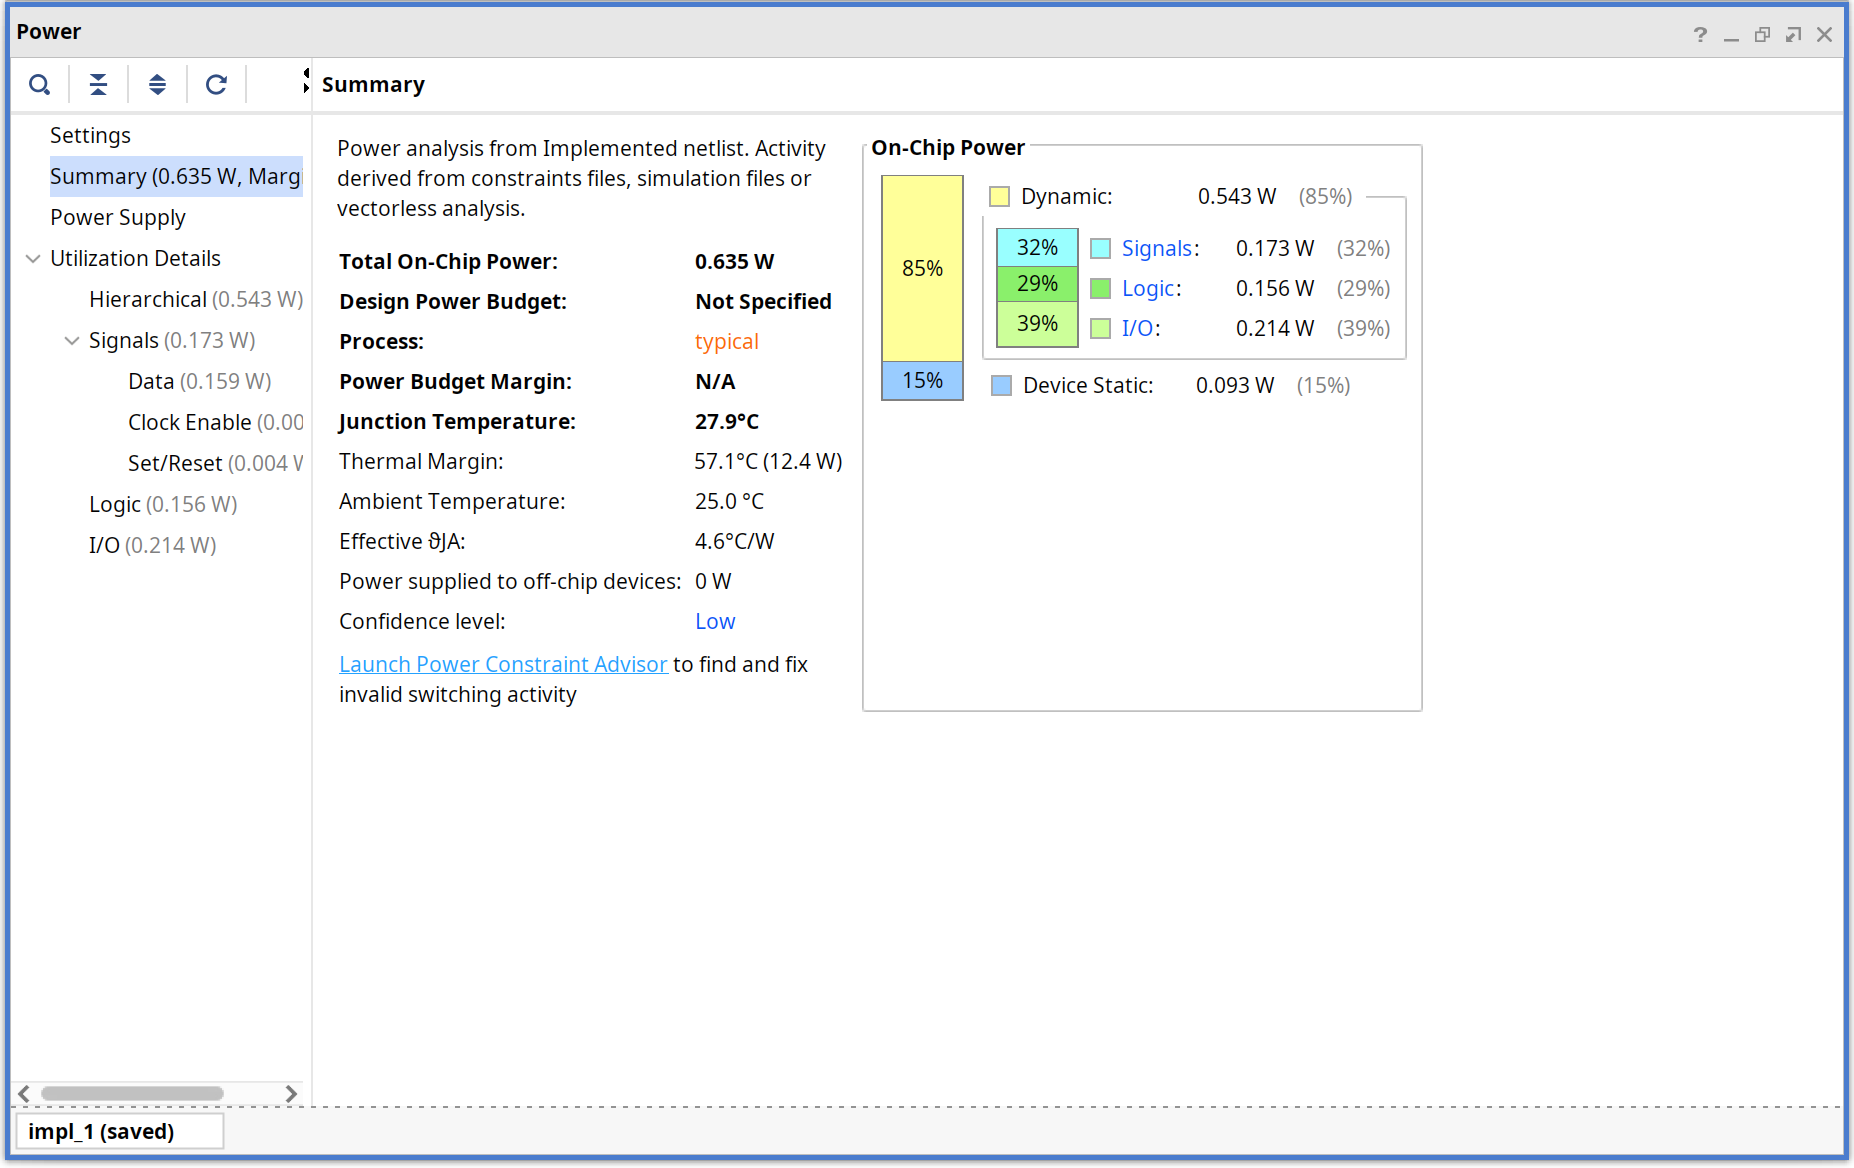 Power
Summary
Settings
Summary (0.635 W, Marg
Power Supply
Utilization Details
Hierarchical (0.543 W)
Signals (0.173 W)
Data (0.159 W)
Clock Enable (0.00
Set/Reset (0.004 W
Logic (0.156 W)
I/O (0.214 W)
Power analysis from Implemented netlist. Activity
derived from constraints files, simulation files or
vectorless analysis.
Total On-Chip Power: 0.635 W
Design Power Budget: Not Specified
Process: typical
Power Budget Margin: N/A
Junction Temperature: 27.9°C
Thermal Margin: 57.1°C (12.4 W)
Ambient Temperature: 25.0 °C
Effective ϑJA: 4.6°C/W
Power supplied to off-chip devices: 0 W
Confidence level: Low
Launch Power Constraint Advisor to find and fix
invalid switching activity
On-Chip Power
85%
15%
Dynamic: 0.543 W (85%)
32% Signals: 0.173 W (32%)
29% Logic: 0.156 W (29%)
39% I/O: 0.214 W (39%)
Device Static: 0.093 W (15%)
impl_1 (saved)